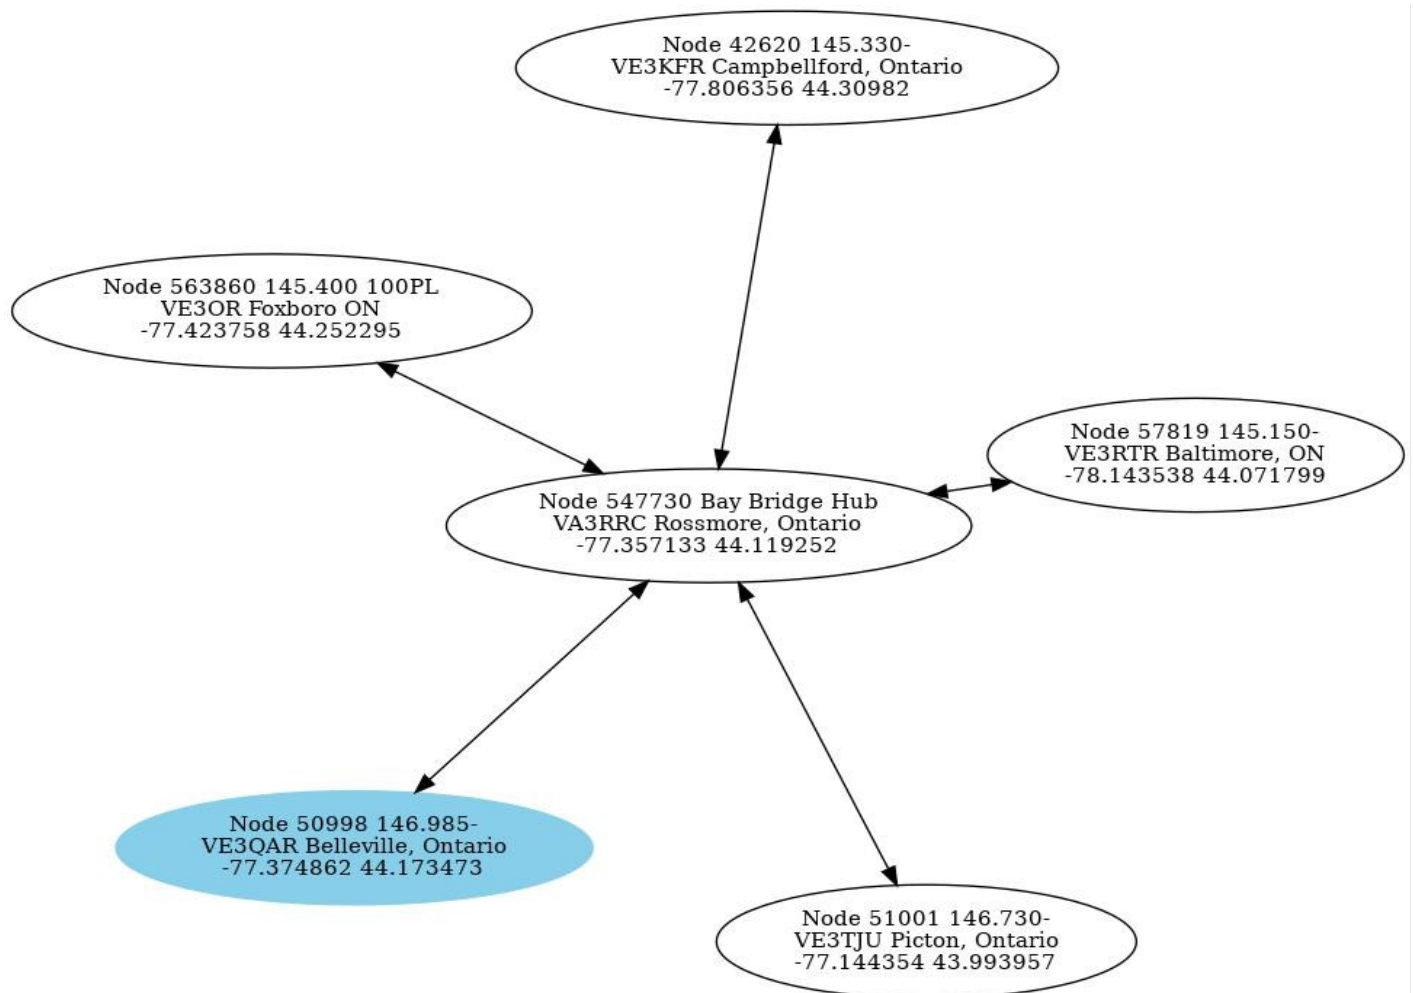 Node 42620 145.330-
VE3KFR Campbellford, Ontario
-77.806356 44.30982
Node 563860 145.400 100PL
VE3OR Foxboro ON
-77.423758 44.252295
Node 57819 145.150-
VE3RTR Baltimore, ON
-78.143538 44.071799
Node 547730 Bay Bridge Hub
VA3RRC Rossmore, Ontario
-77.357133 44.119252
Node 50998 146.985-
VE3QAR Belleville, Ontario
-77.374862 44.173473
Node 51001 146.730-
VE3TJU Picton, Ontario
-77.144354 43.993957